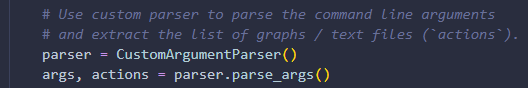 # Use custom parser to parse the command line arguments
# and extract the list of graphs / text files (`actions`).
parser = CustomArgumentParser()
args, actions = parser.parse_args()